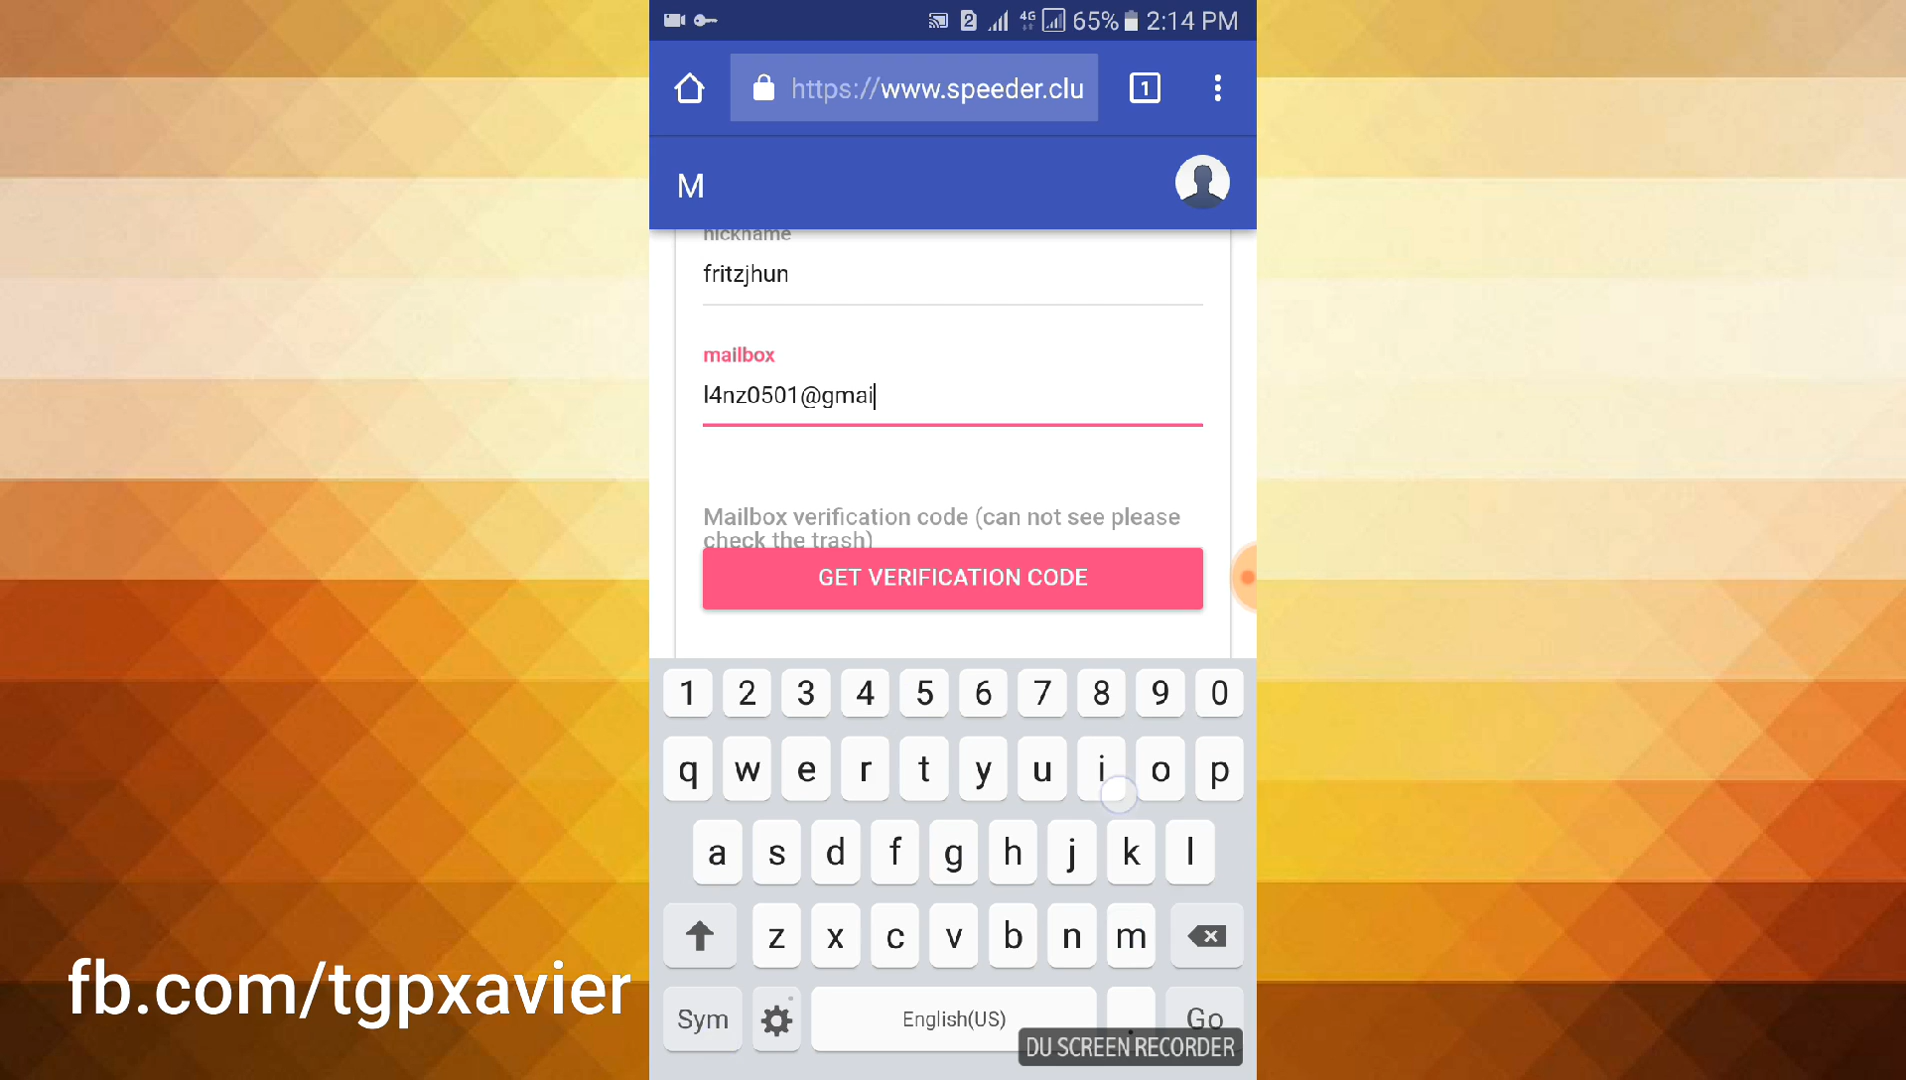 4G 65% 2:14 PM
https://www.speeder.clu 1
M
nickname
fritzjhun
mailbox
l4nz0501@gmai
Mailbox verification code (can not see please
check the trash)
GET VERIFICATION CODE
1 2 3 4 5 6 7 8 9 0
q w e r t y u i o p
a s d f g h j k l
z x c v b n m
Sym English(US) . Go
DU SCREEN RECORDER
fb.com/tgpxavier